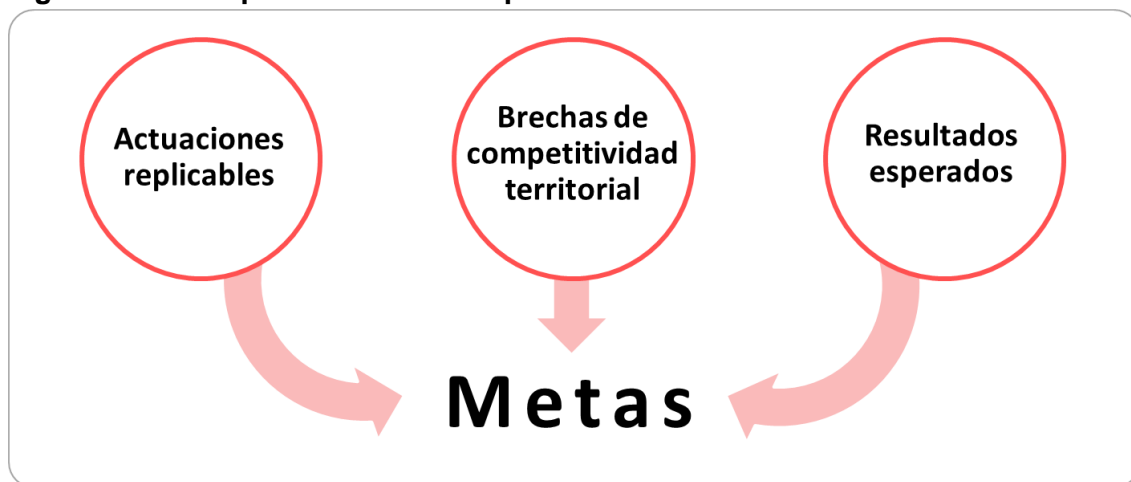 Actuaciones
replicables
Brechas de
competitividad
territorial
Resultados
esperados
Metas